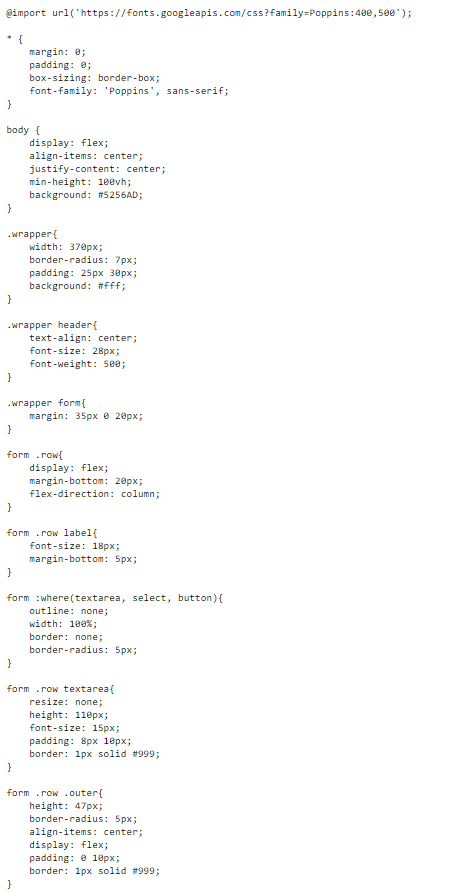 @import url('https://fonts.googleapis.com/css?family=Poppins:400,500');
* {
margin: 0;
padding: 0;
box-sizing: border-box;
font-family: 'Poppins', sans-serif;
}
body {
display: flex;
align-items: center;
justify-content: center;
min-height: 100vh;
background: #5256AD;
}
.wrapper{
width: 370px;
border-radius: 7px;
padding: 25px 30px;
background: #fff;
}
.wrapper header{
text-align: center;
font-size: 28px;
font-weight: 500;
}
.wrapper form{
margin: 35px 0 20px;
}
form .row{
display: flex;
margin-bottom: 20px;
flex-direction: column;
}
form .row label{
font-size: 18px;
margin-bottom: 5px;
}
form :where(textarea, select, button){
outline: none;
width: 100%;
border: none;
border-radius: 5px;
}
form .row textarea{
resize: none;
height: 110px;
font-size: 15px;
padding: 8px 10px;
border: 1px solid #999;
}
form .row .outer{
height: 47px;
border-radius: 5px;
align-items: center;
display: flex;
padding: 0 10px;
border: 1px solid #999;
}